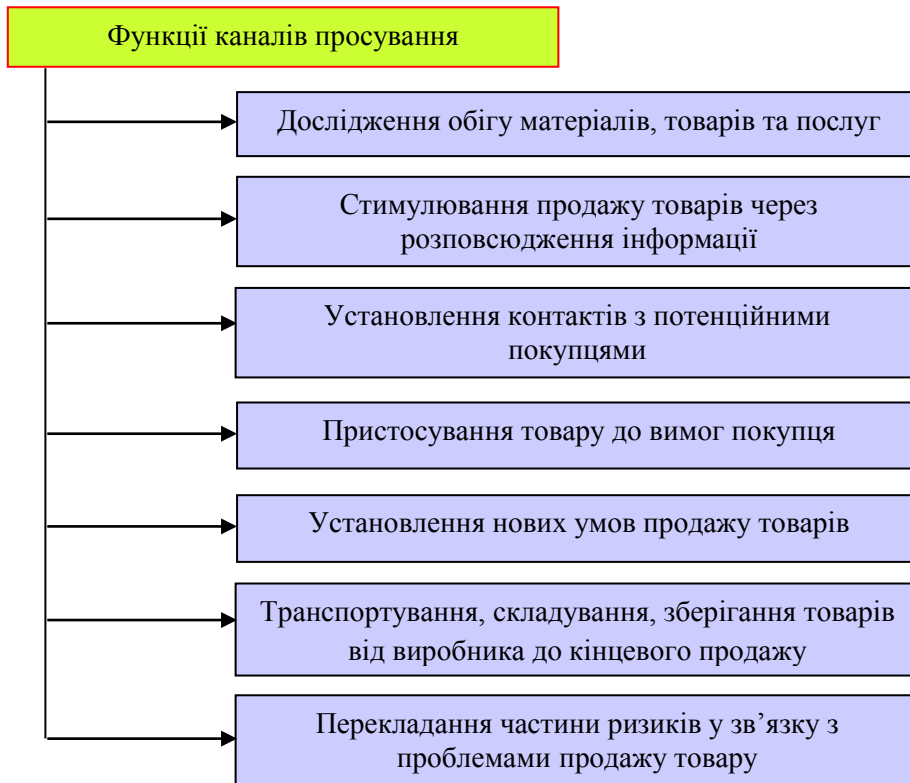 Функції каналів просування
Дослідження обігу матеріалів, товарів та послуг
Стимулювання продажу товарів через
розповсюдження інформації
Установлення контактів з потенційними
покупцями
Пристосування товару до вимог покупця
Установлення нових умов продажу товарів
Транспортування, складування, зберігання товарів
від виробника до кінцевого продажу
Перекладання частини ризиків у зв’язку з
проблемами продажу товару